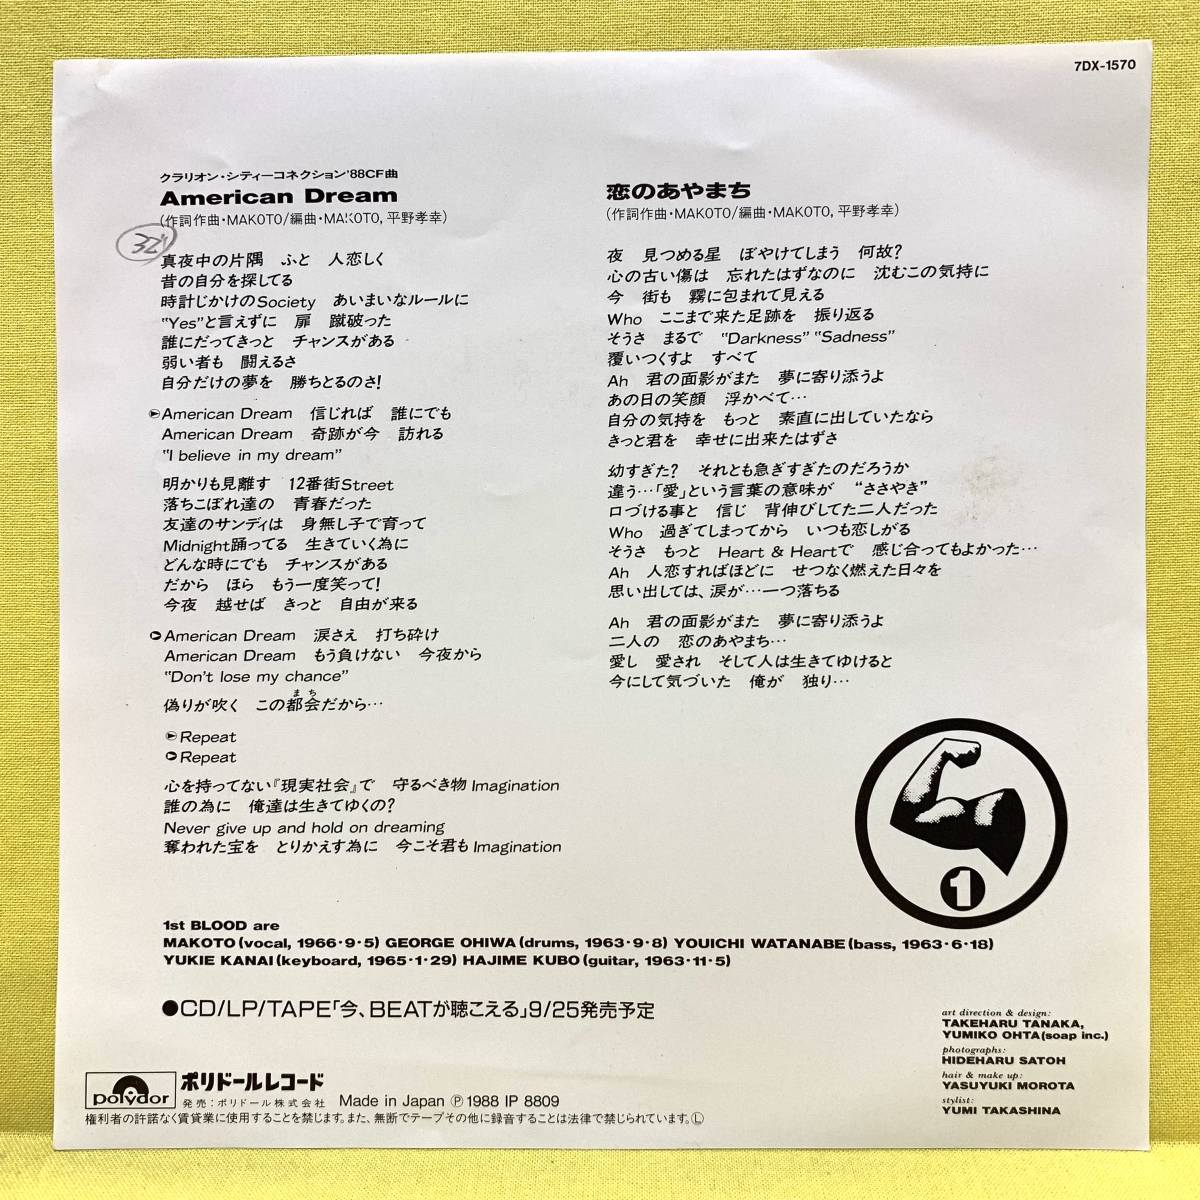 7DX-1570
クラリオン・シティーコネクション'88CF曲
American Dream
(作詞作曲・MAKOTO/編曲・MAKOTO, 平野孝幸)
32
真夜中の片隅　ふと　人恋しく
昔の自分を探してる
時計じかけのSociety　あいまいなルールに
"Yes"と言えずに　扉　蹴破った
誰にだってきっと　チャンスがある
弱い者も　闘えるさ
自分だけの夢を　勝ちとるのさ!
American Dream　信じれば　誰にでも
American Dream　奇跡が今　訪れる
"I believe in my dream"
明かりも見離す　12番街Street
落ちこぼれ達の　青春だった
友達のサンディは　身無し子で育って
Midnight踊ってる　生きていく為に
どんな時にでも　チャンスがある
だから　ほら　もう一度笑って!
今夜　越せば　きっと　自由が来る
American Dream　涙さえ　打ち砕け
American Dream　もう負けない　今夜から
"Don't lose my chance"
偽りが吹く　この都会だから…
まち
Repeat
Repeat
心を持ってない『現実社会』で　守るべき物 Imagination
誰の為に　俺達は生きてゆくの?
Never give up and hold on dreaming
奪われた宝を　とりかえす為に　今こそ君も Imagination
恋のあやまち
(作詞作曲・MAKOTO/編曲・MAKOTO, 平野孝幸)
夜　見つめる星　ぼやけてしまう　何故?
心の古い傷は　忘れたはずなのに　沈むこの気持に
今　街も　霧に包まれて見える
Who　ここまで来た足跡を　振り返る
そうさ　まるで　"Darkness" "Sadness"
覆いつくすよ　すべて
Ah　君の面影がまた　夢に寄り添うよ
あの日の笑顔　浮かべて…
自分の気持を　もっと　素直に出していたなら
きっと君を　幸せに出来たはずさ
幼すぎた?　それとも急ぎすぎたのだろうか
違う…「愛」という言葉の意味が　"ささやき"
口づける事と　信じ　背伸びしてた二人だった
Who　過ぎてしまってから　いつも恋しがる
そうさ　もっと　Heart & Heartで　感じ合ってもよかった…
Ah　人恋すればほどに　せつなく燃えた日々を
思い出しては、涙が…一つ落ちる
Ah　君の面影がまた　夢に寄り添うよ
二人の　恋のあやまち…
愛し　愛され　そして人は生きてゆけると
今にして気づいた　俺が　独り…
1
1st BLOOD are
MAKOTO (vocal, 1966・9・5) GEORGE OHIWA (drums, 1963・9・8) YOUICHI WATANABE (bass, 1963・6・18)
YUKIE KANAI (keyboard, 1965・1・29) HAJIME KUBO (guitar, 1963・11・5)
●CD/LP/TAPE「今、BEATが聴こえる」9/25発売予定
art direction & design:
TAKEHARU TANAKA,
YUMIKO OHTA (soap inc.)
photographs:
HIDEHARU SATOH
hair & make up:
YASUYUKI MOROTA
stylist:
YUMI TAKASHINA
polydor
ポリドールレコード
発売：ポリドール株式会社　Made in Japan Ⓟ1988 IP 8809
権利者の許諾なく賃貸業に使用することを禁じます。また、無断でテープその他に録音することは法律で禁じられています。Ⓛ